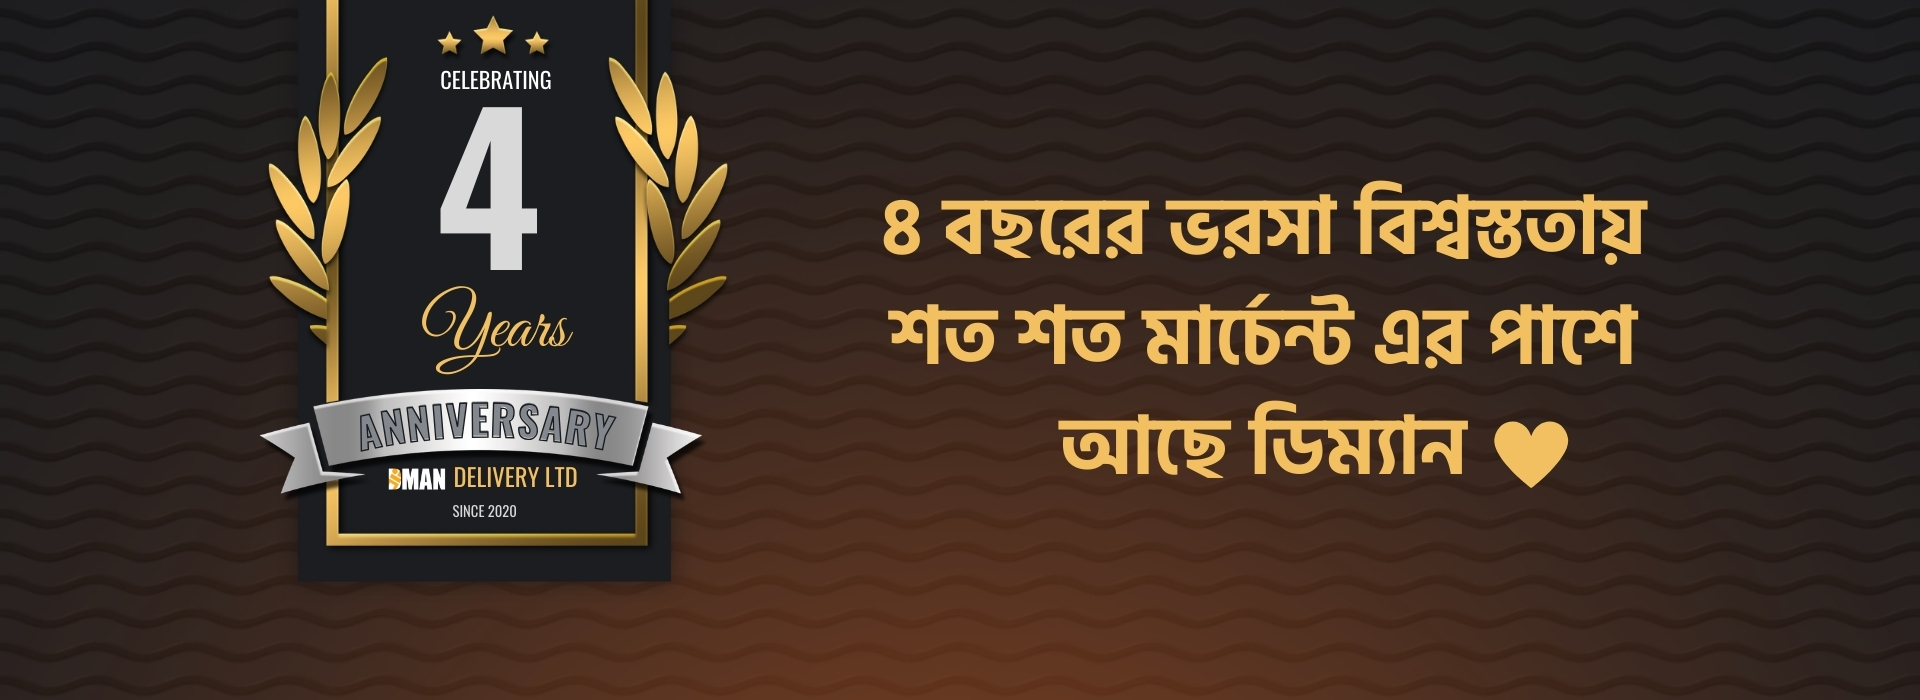 CELEBRATING
4
Years
ANNIVERSARY
DMAN DELIVERY LTD
SINCE 2020
৪ বছরের ভরসা বিশ্বস্ততায়
শত শত মার্চেন্ট এর পাশে
আছে ডিম্যান